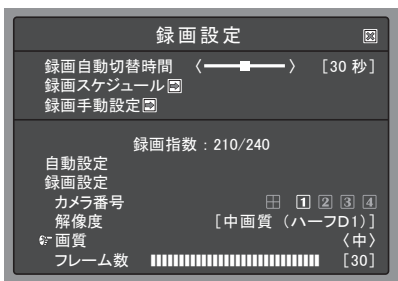 録画設定
録画自動切替時間 〈 〉 [30 秒]
録画スケジュール
録画手動設定
録画指数：210/240
自動設定
録画設定
カメラ番号 1 2 3 4
解像度 [中画質（ハーフD1）]
画質 〈中〉
フレーム数 [30]